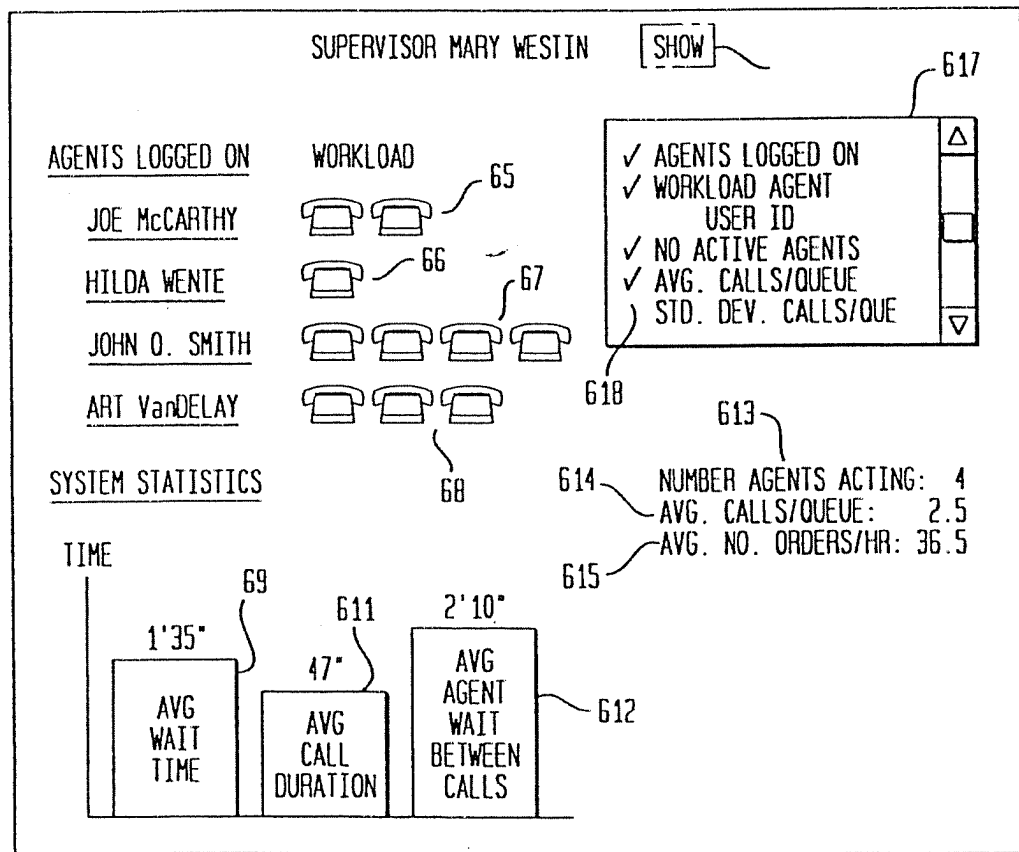 SUPERVISOR MARY WESTIN SHOW
617
AGENTS LOGGED ON WORKLOAD
✓ AGENTS LOGGED ON
✓ WORKLOAD AGENT
USER ID
✓ NO ACTIVE AGENTS
✓ AVG. CALLS/QUEUE
STD. DEV. CALLS/QUE
618
JOE McCARTHY
65
HILDA WENTE
66
JOHN Q. SMITH
67
ART VanDELAY
68
SYSTEM STATISTICS
613
NUMBER AGENTS ACTING: 4
614
AVG. CALLS/QUEUE: 2.5
AVG. NO. ORDERS/HR: 36.5
615
TIME
69
1'35"
AVG
WAIT
TIME
611
47"
AVG
CALL
DURATION
2'10"
AVG
AGENT
WAIT
BETWEEN
CALLS
612